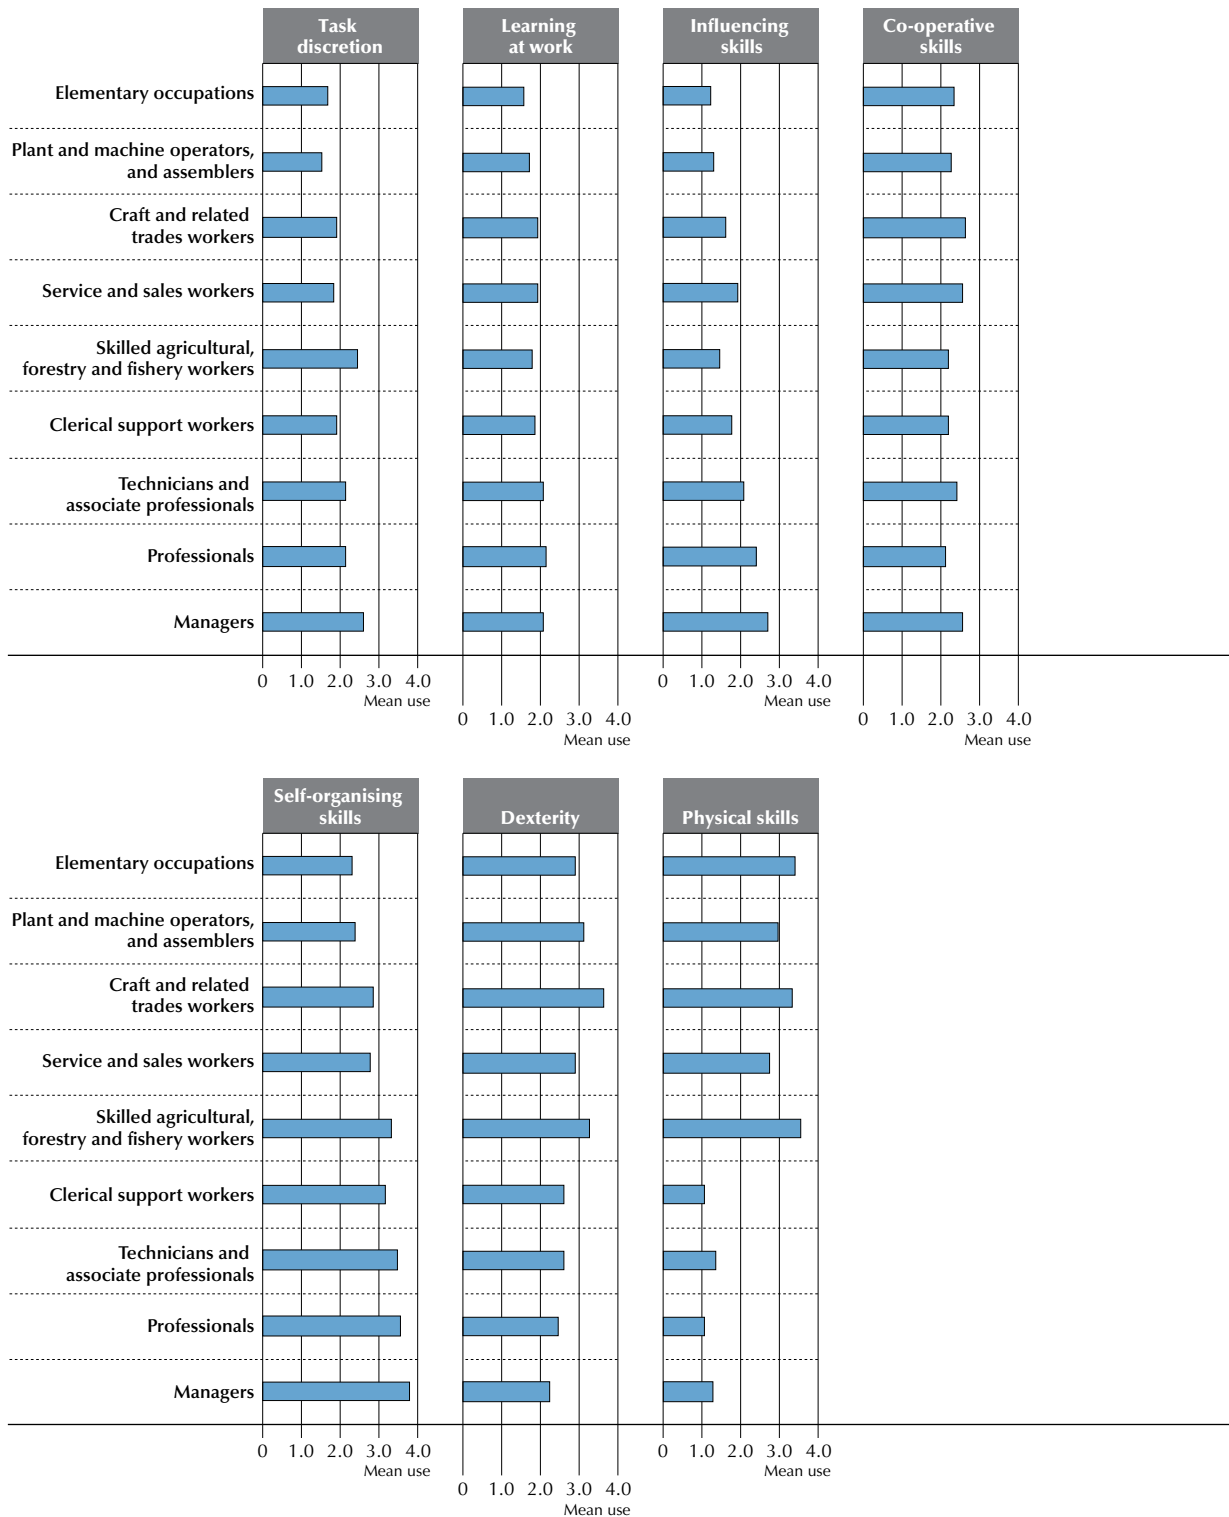 Task
discretion
Learning
at work
Influencing
skills
Co-operative
skills
Elementary occupations
Plant and machine operators,
and assemblers
Craft and related
trades workers
Service and sales workers
Skilled agricultural,
forestry and fishery workers
Clerical support workers
Technicians and
associate professionals
Professionals
Managers
0 1.0 2.0 3.0 4.0
Mean use
0 1.0 2.0 3.0 4.0
Mean use
0 1.0 2.0 3.0 4.0
Mean use
0 1.0 2.0 3.0 4.0
Mean use
Self-organising
skills
Dexterity
Physical skills
Elementary occupations
Plant and machine operators,
and assemblers
Craft and related
trades workers
Service and sales workers
Skilled agricultural,
forestry and fishery workers
Clerical support workers
Technicians and
associate professionals
Professionals
Managers
0 1.0 2.0 3.0 4.0
Mean use
0 1.0 2.0 3.0 4.0
Mean use
0 1.0 2.0 3.0 4.0
Mean use